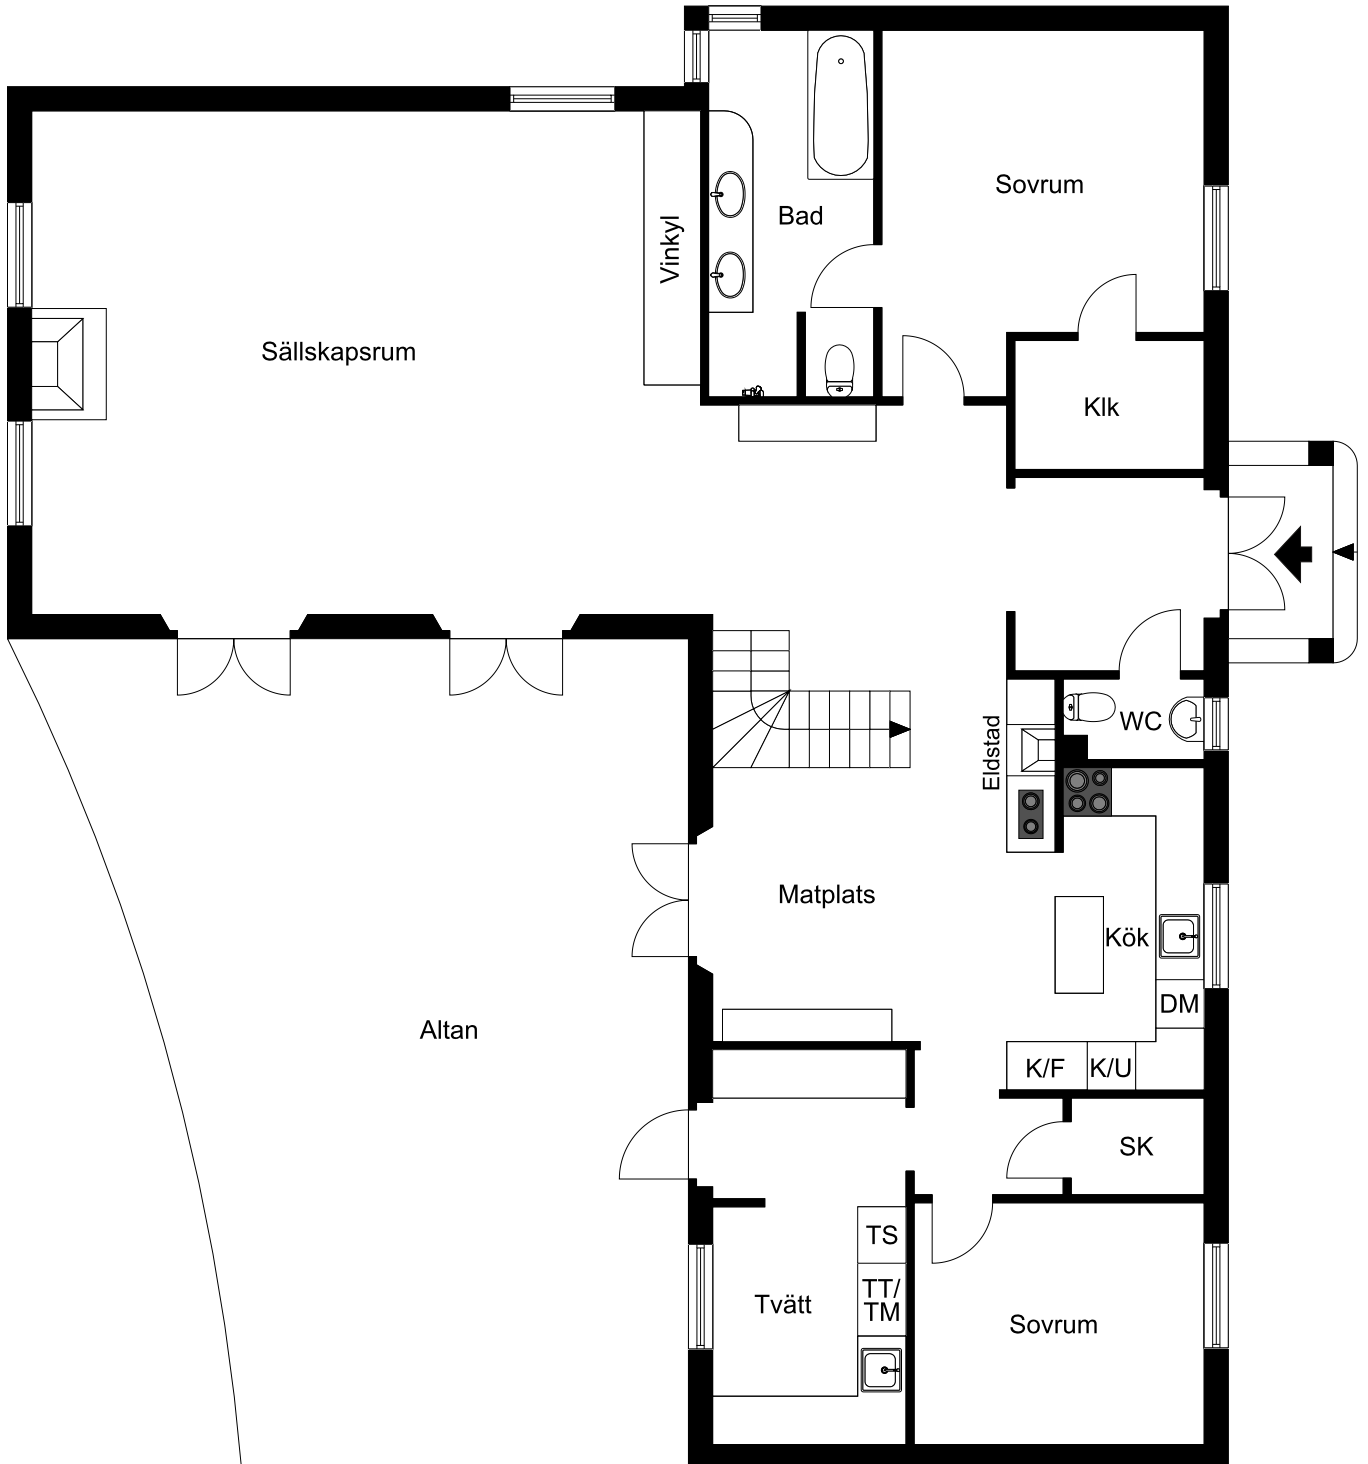 Sovrum
Bad
Vinkyl
Sällskapsrum
Klk
WC
Eldstad
Matplats
Kök
DM
Altan
K/F
K/U
SK
TS
TT/
TM
Tvätt
Sovrum